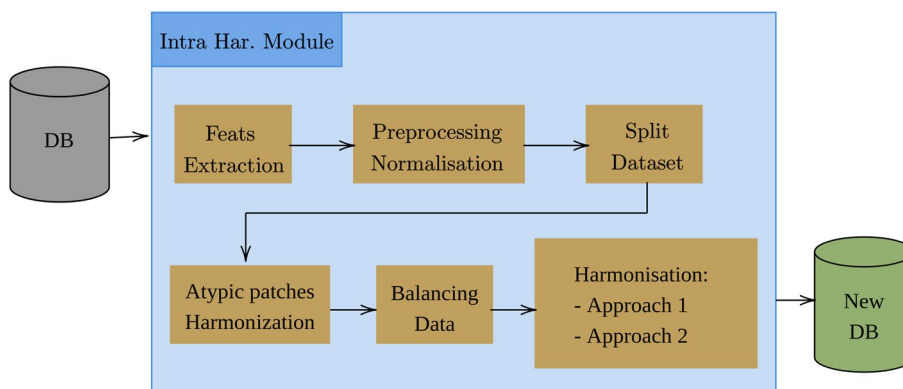 Intra Har. Module
DB
Feats
Extraction
Preprocessing
Normalisation
Split
Dataset
Atypic patches
Harmonization
Balancing
Data
Harmonisation:
- Approach 1
- Approach 2
New
DB